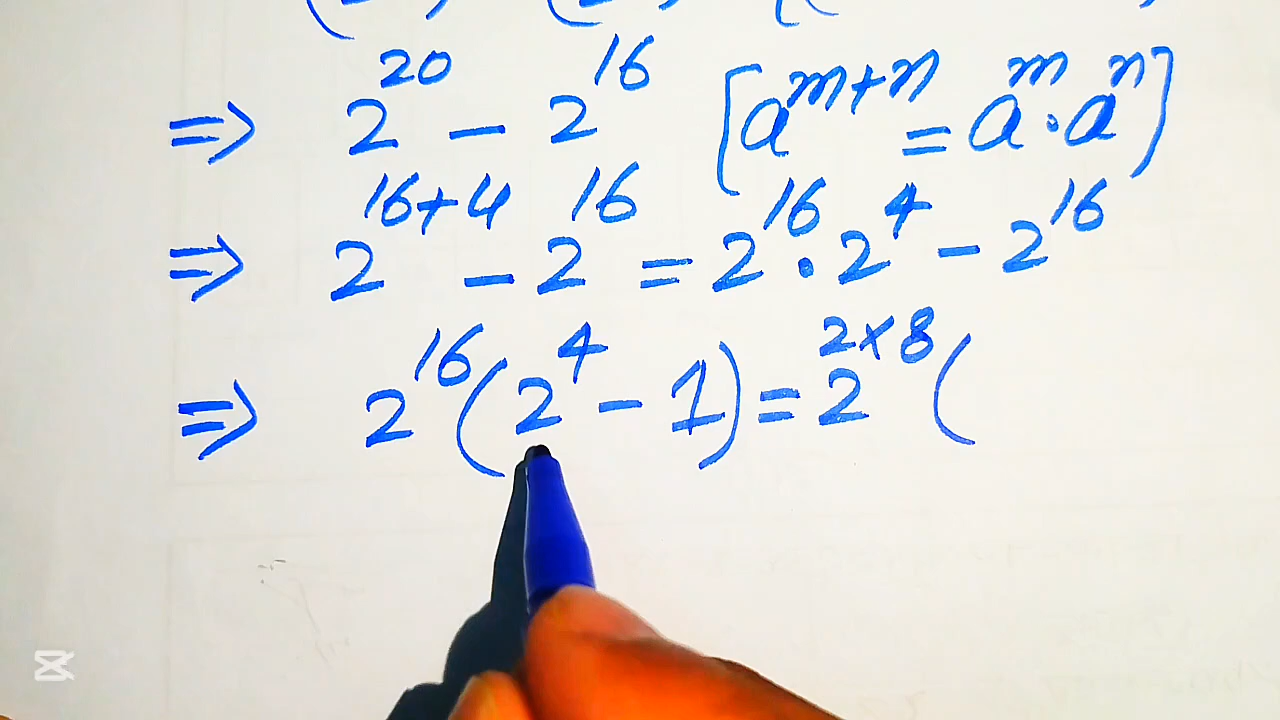 => 2^20 - 2^16 [a^m+n = a^m · a^n]
=> 2^16+4 - 2^16 = 2^16 · 2^4 - 2^16
=> 2^16 (2^4 - 1) = 2^2×8 (